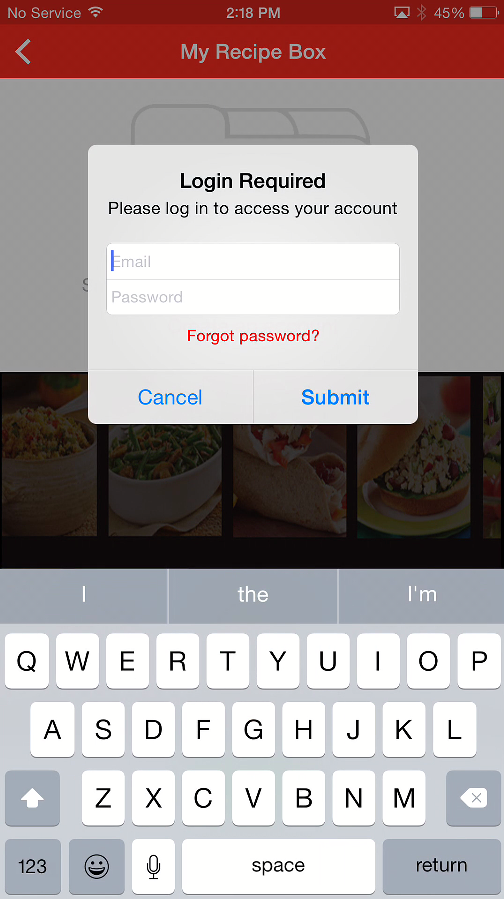 No Service 2:18 PM 45%
My Recipe Box
Login Required
Please log in to access your account
Email
Password
Forgot password?
Cancel Submit
I the I'm
Q W E R T Y U I O P
A S D F G H J K L
Z X C V B N M
123 space return